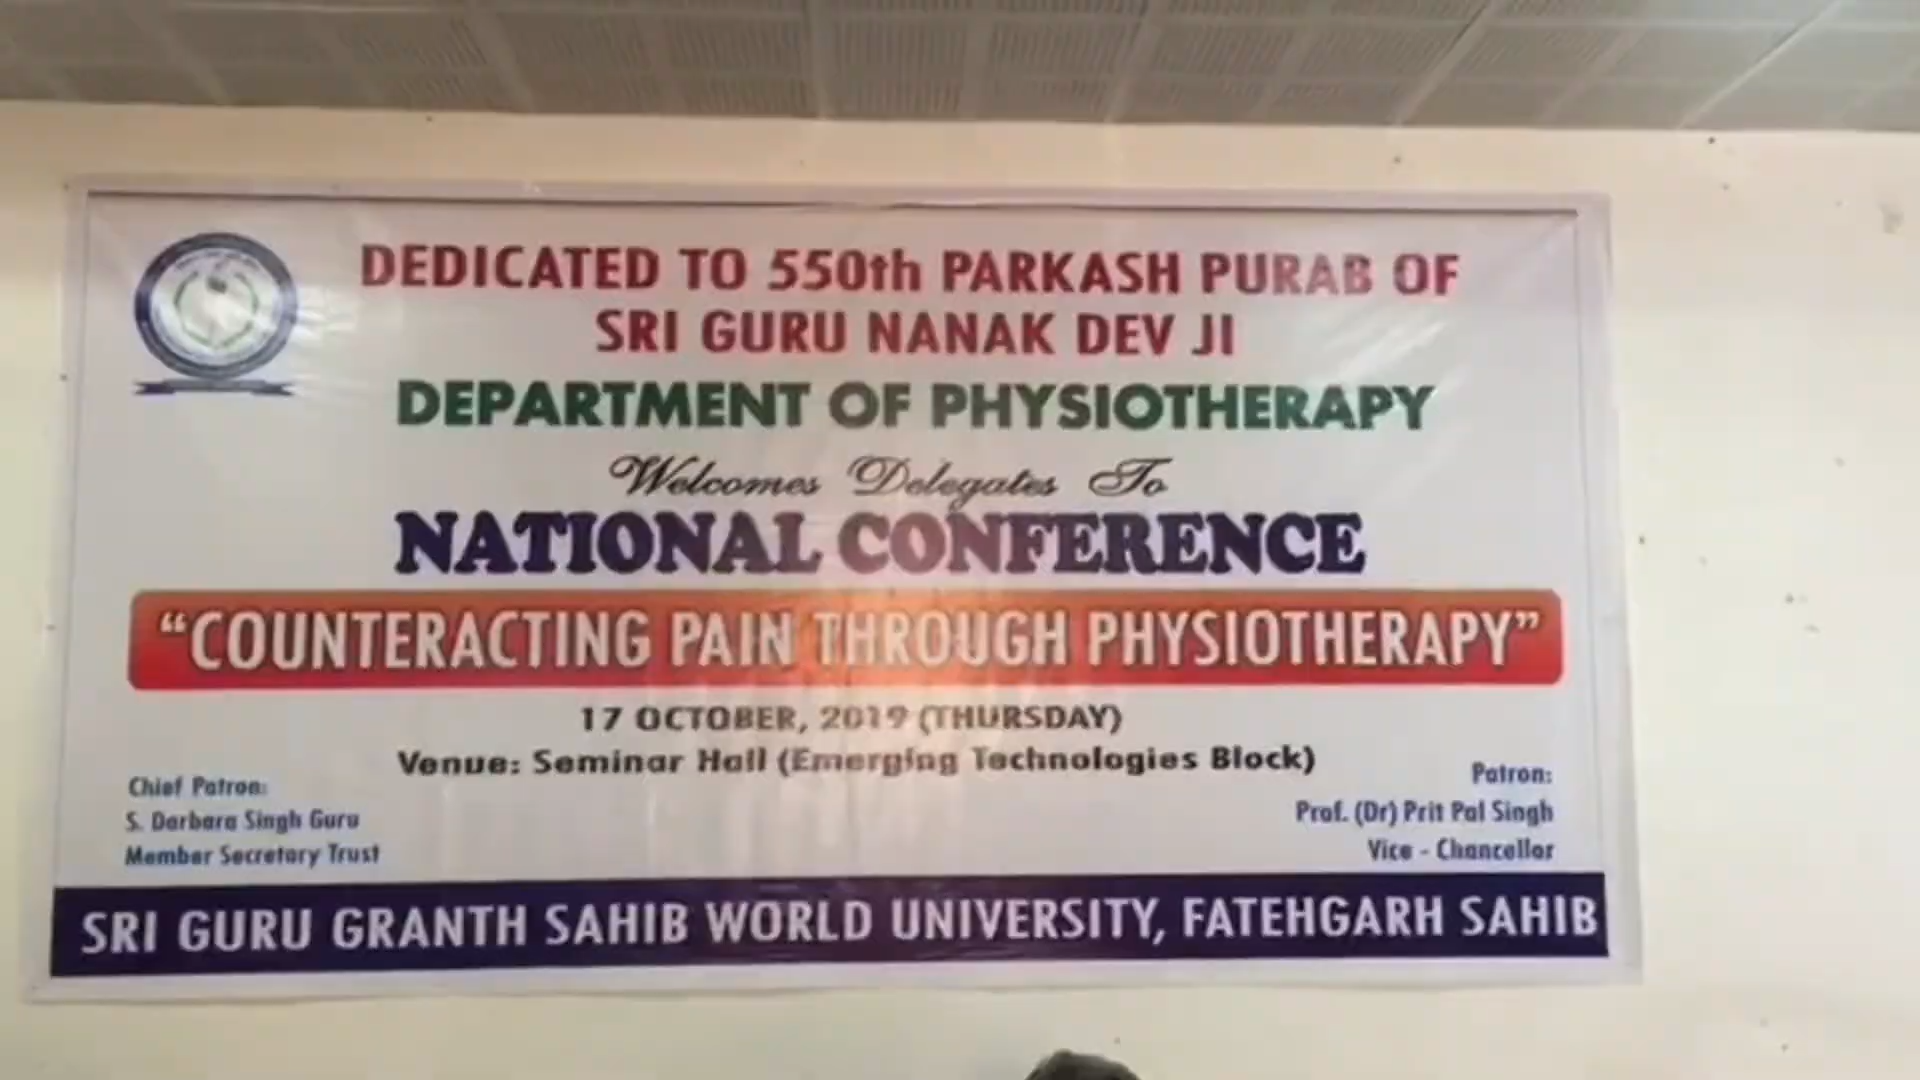 DEDICATED TO 550th PARKASH PURAB OF
SRI GURU NANAK DEV JI
DEPARTMENT OF PHYSIOTHERAPY
Welcomes Delegates To
NATIONAL CONFERENCE
“COUNTERACTING PAIN THROUGH PHYSIOTHERAPY”
17 OCTOBER, 2019 (THURSDAY)
Venue: Seminar Hall (Emerging Technologies Block)
Chief Patron:
S. Darbara Singh Guru
Member Secretary Trust
Patron:
Prof. (Dr) Prit Pal Singh
Vice - Chancellor
SRI GURU GRANTH SAHIB WORLD UNIVERSITY, FATEHGARH SAHIB